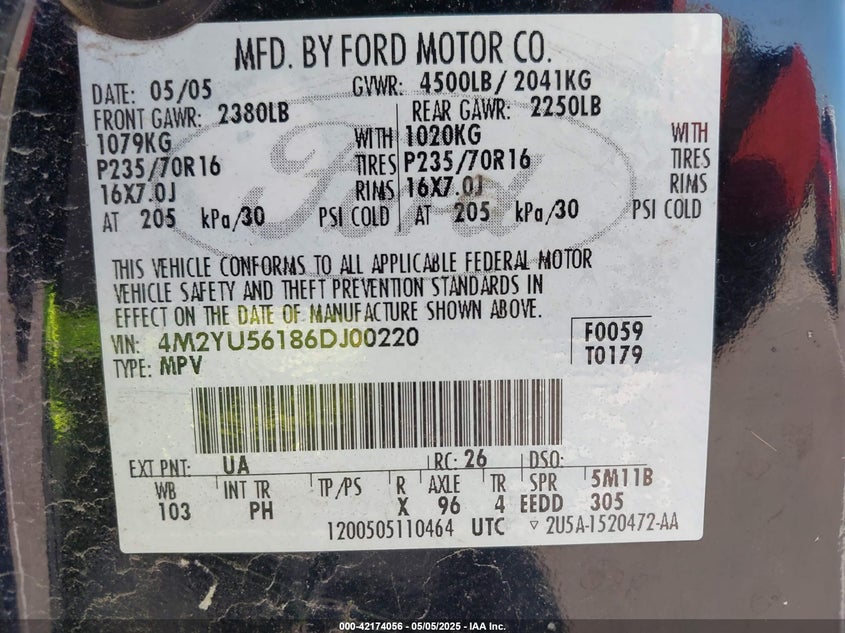 MFD. BY FORD MOTOR CO.
DATE: 05/05 GVWR: 4500LB/ 2041KG
FRONT GAWR: 2380LB REAR GAWR: 2250LB
1079KG WITH 1020KG WITH
P235/70R16 TIRES P235/70R16 TIRES
16X7.0J RIMS 16X7.0J RIMS
AT 205 kPa/30 PSI COLD AT 205 kPa/30 PSI COLD
Ford
THIS VEHICLE CONFORMS TO ALL APPLICABLE FEDERAL MOTOR
VEHICLE SAFETY AND THEFT PREVENTION STANDARDS IN
EFFECT ON THE DATE OF MANUFACTURE SHOWN ABOVE.
VIN: 4M2YU56186DJ00220 F0059
TYPE: MPV T0179
EXT PNT: UA RC: 26 DSO:
WB INT TR TP/PS R AXLE TR SPR 5M11B
103 PH X 96 4 EEDD 305
1200505110464 UTC ▽ 2U5A-1520472-AA
000-42174056 - 05/05/2025 - IAA Inc.